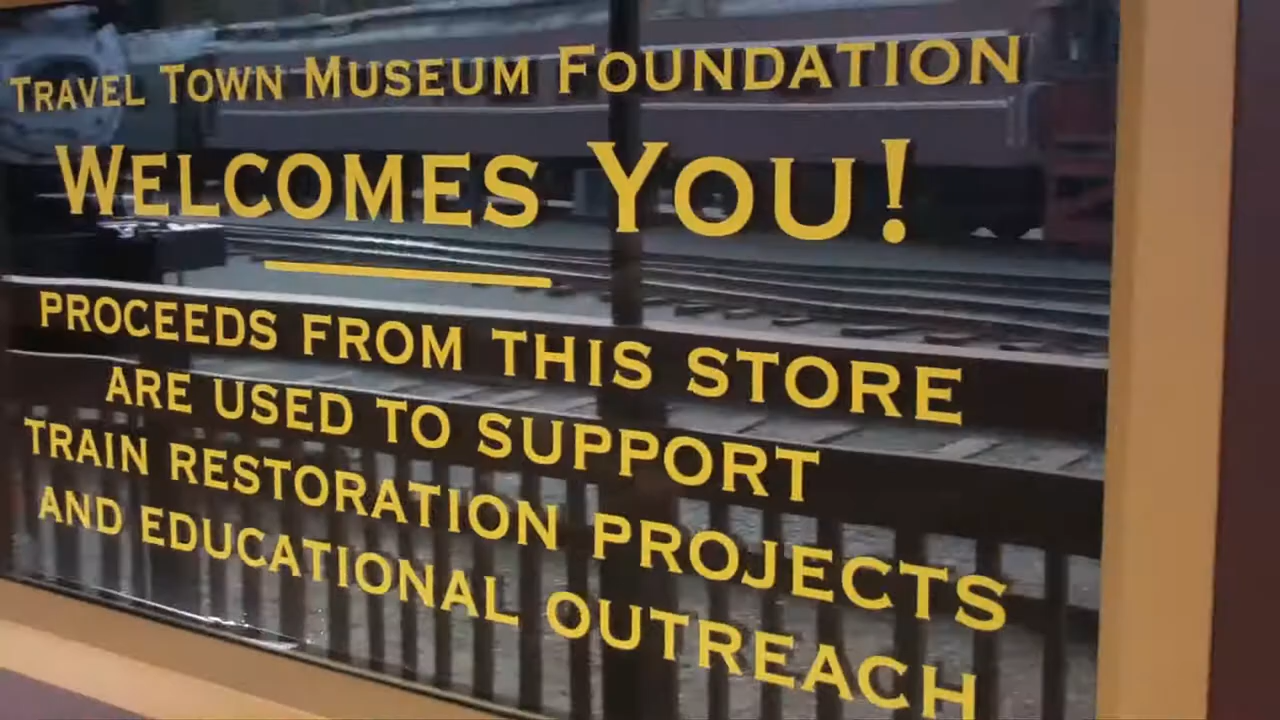 TRAVEL TOWN MUSEUM FOUNDATION
WELCOMES YOU!
PROCEEDS FROM THIS STORE
ARE USED TO SUPPORT
TRAIN RESTORATION PROJECTS
AND EDUCATIONAL OUTREACH